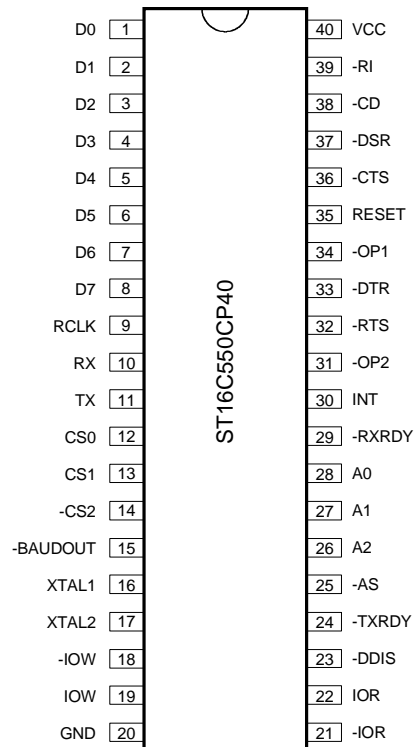 D0 1 40 VCC
D1 2 39 -RI
D2 3 38 -CD
D3 4 37 -DSR
D4 5 36 -CTS
D5 6 35 RESET
D6 7 34 -OP1
D7 8 33 -DTR
RCLK 9 32 -RTS
RX 10 31 -OP2
TX 11 30 INT
CS0 12 29 -RXRDY
CS1 13 28 A0
-CS2 14 27 A1
-BAUDOUT 15 26 A2
XTAL1 16 25 -AS
XTAL2 17 24 -TXRDY
-IOW 18 23 -DDIS
IOW 19 22 IOR
GND 20 21 -IOR
ST16C550CP40